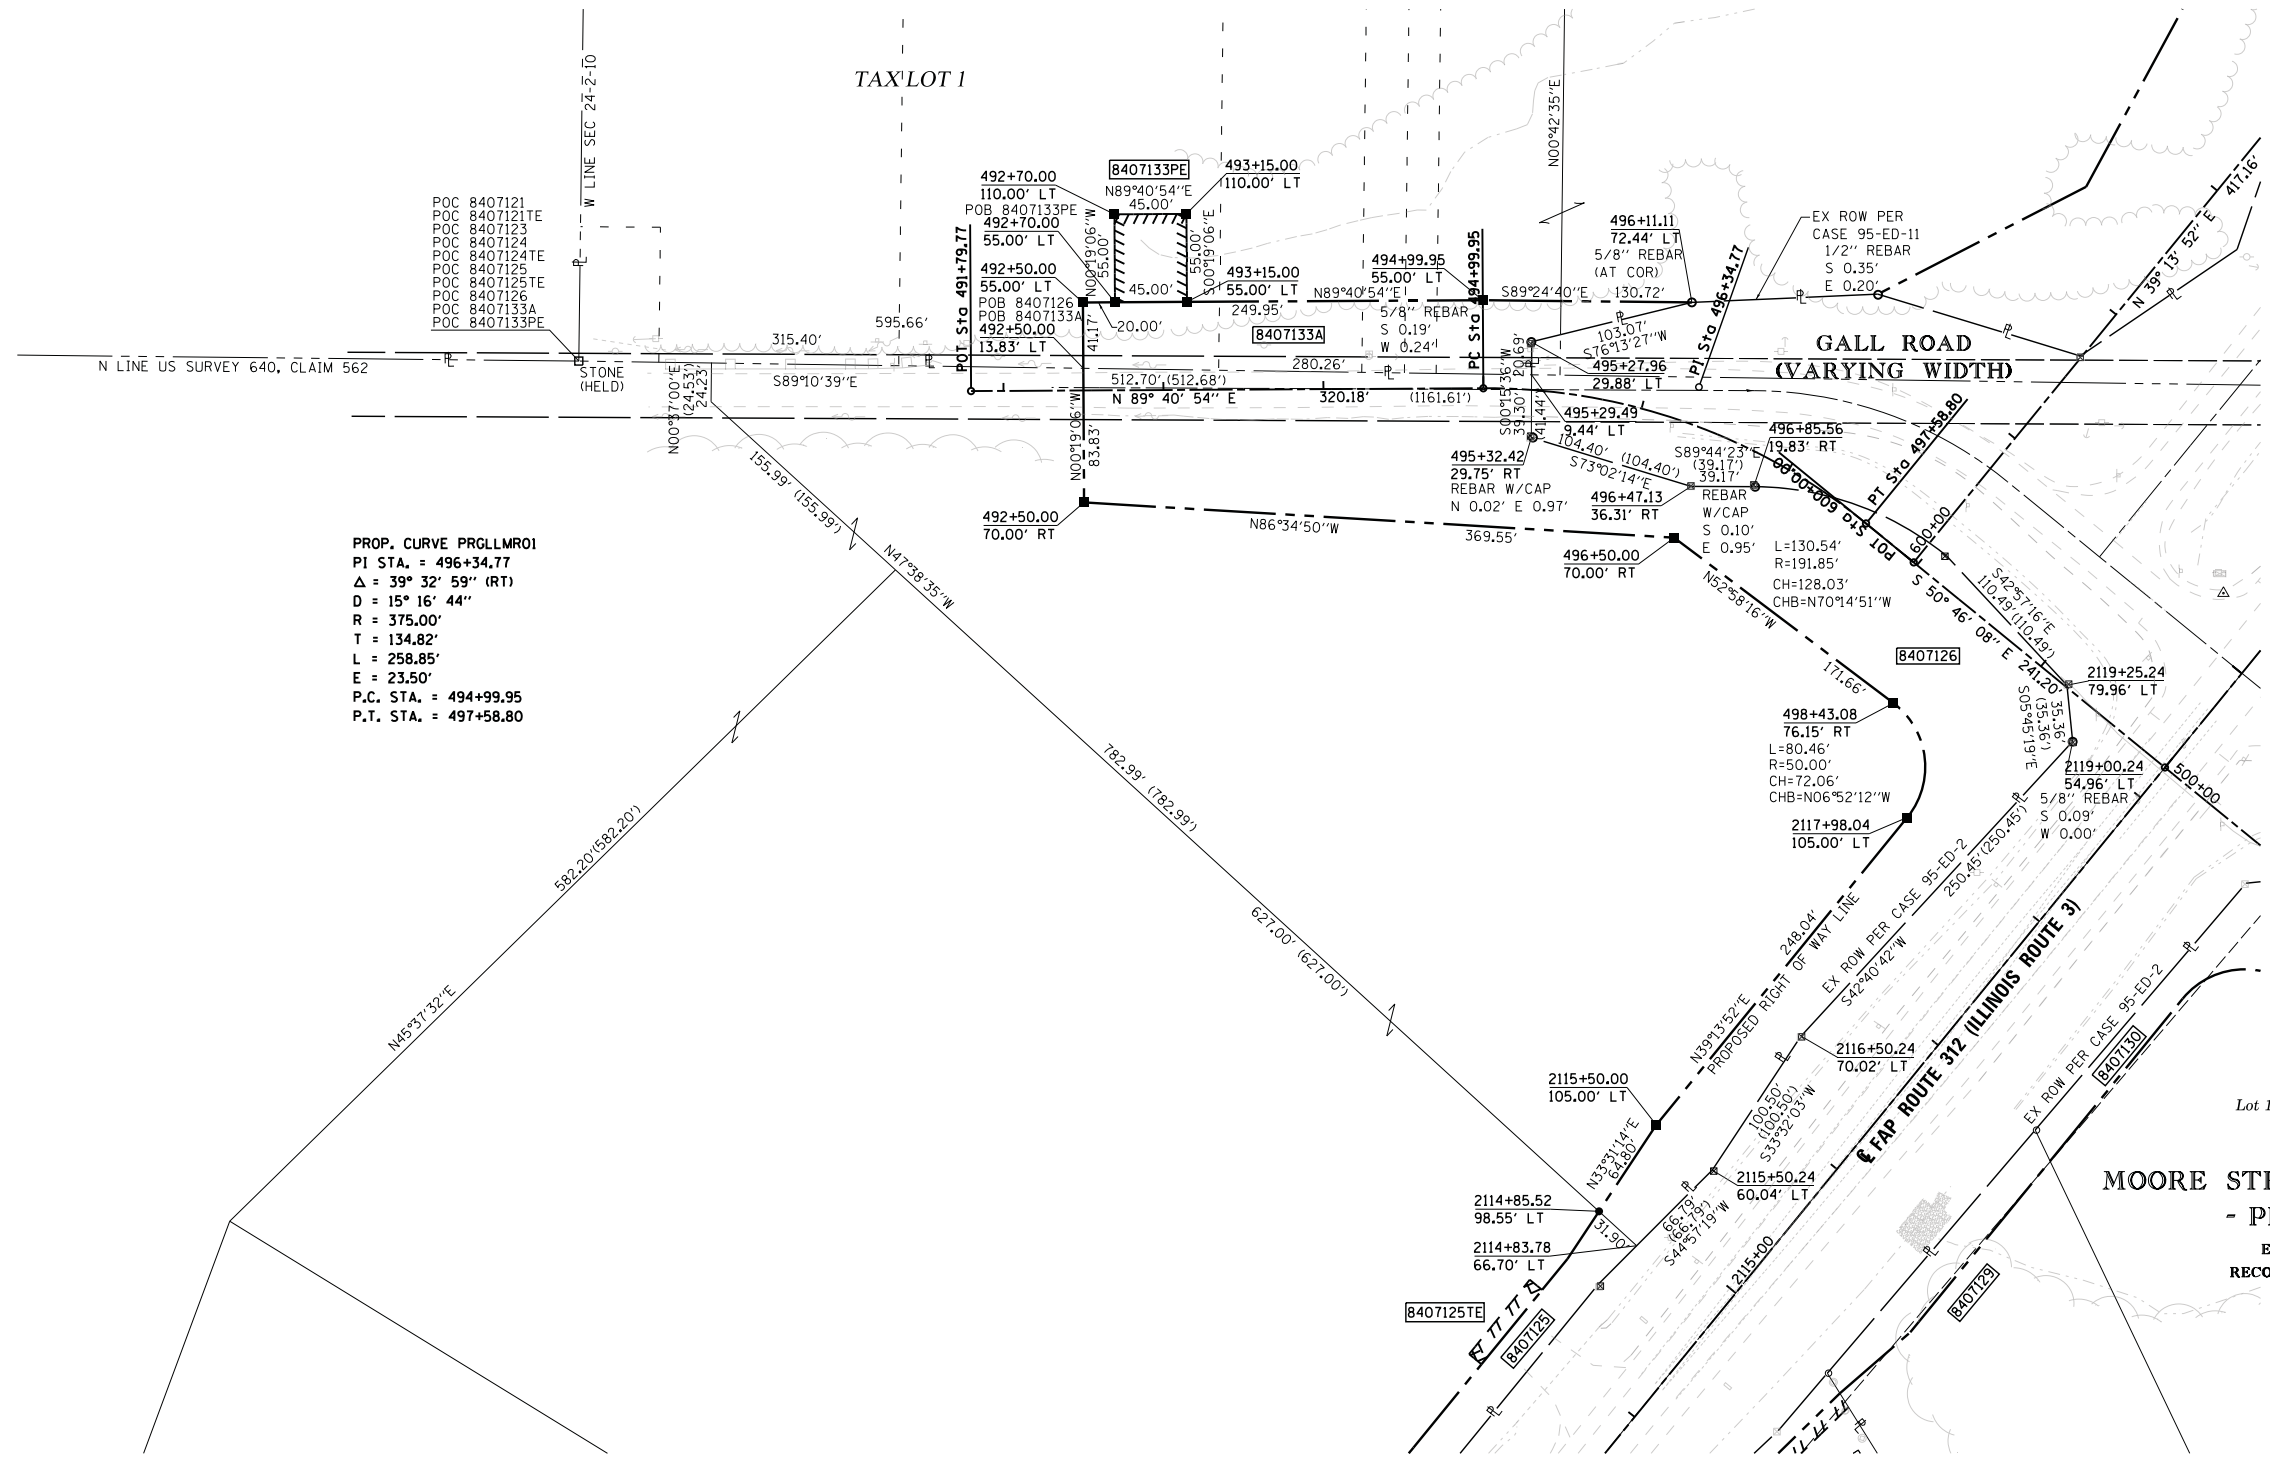 TAX LOT 1
W LINE SEC 24-2-10
POC 8407121
POC 8407121TE
POC 8407123
POC 8407124
POC 8407124TE
POC 8407125
POC 8407125TE
POC 8407126
POC 8407133A
POC 8407133PE
N LINE US SURVEY 640, CLAIM 562
STONE
(HELD)
315.40'
595.66'
S89°10'39"E
N00°37'00"E
(24.53')
24.23'
POT Sta 491+79.77
8407133PE
492+70.00
110.00' LT
POB 8407133PE
492+70.00
55.00' LT
492+50.00
55.00' LT
POB 8407126
POB 8407133A
492+50.00
13.83' LT
N89°40'54"E
45.00'
493+15.00
110.00' LT
N00°19'06"W
55.00'
S00°19'06"E
55.00'
45.00'
493+15.00
55.00' LT
20.00'
41.17'
249.95'
N89°40'54"E
8407133A
494+99.95
55.00' LT
5/8" REBAR
S 0.19'
W 0.24'
PC Sta 494+99.95
S89°24'40"E
130.72'
N00°42'35"E
496+11.11
72.44' LT
5/8" REBAR
(AT COR)
PI Sta 496+34.77
EX ROW PER
CASE 95-ED-11
1/2" REBAR
S 0.35'
E 0.20'
N 39° 13' 52" E
417.16'
GALL ROAD
(VARYING WIDTH)
103.07'
S76°13'27"W
495+27.96
29.88' LT
280.26'
512.70' (512.68')
N 89° 40' 54" E
320.18'
(1161.61')
20.69'
S00°15'36"W
39.30'
(41.44')
495+29.49
9.44' LT
495+32.42
29.75' RT
REBAR W/CAP
N 0.02' E 0.97'
104.40' (104.40')
S73°02'14"E
S89°44'23"E
(39.17')
39.17'
496+85.56
19.83' RT
REBAR
W/CAP
S 0.10'
E 0.95'
496+47.13
36.31' RT
PT Sta 497+58.80
POT Sta 600+00.00
600+00
N00°19'06"W
83.83'
492+50.00
70.00' RT
N86°34'50"W
369.55'
496+50.00
70.00' RT
L=130.54'
R=191.85'
CH=128.03'
CHB=N70°14'51"W
N52°58'16"W
171.66'
S 50° 46' 08" E 241.20'
S42°57'16"E
110.49'(110.49')
8407126
2119+25.24
79.96' LT
35.36'
(35.36')
S05°45'19"E
2119+00.24
54.96' LT
5/8" REBAR
S 0.09'
W 0.00'
500+00
498+43.08
76.15' RT
L=80.46'
R=50.00'
CH=72.06'
CHB=N06°52'12"W
2117+98.04
105.00' LT
PROP. CURVE PRGLLMR01
PI STA. = 496+34.77
Δ = 39° 32' 59" (RT)
D = 15° 16' 44"
R = 375.00'
T = 134.82'
L = 258.85'
E = 23.50'
P.C. STA. = 494+99.95
P.T. STA. = 497+58.80
155.99' (155.99')
N47°38'35"W
782.99' (782.99')
627.00' (627.00')
582.20'(582.20')
N45°37'32"E
248.04'
N39°13'52"E
PROPOSED RIGHT OF WAY LINE
EX ROW PER CASE 95-ED-2
250.45'(250.45')
S42°40'42"W
2116+50.24
70.02' LT
℄ FAP ROUTE 312 (ILLINOIS ROUTE 3)
2115+50.00
105.00' LT
N33°31'14"E
64.80'
100.50'
(100.50')
S33°32'03"W
2115+50.24
60.04' LT
2114+85.52
98.55' LT
2114+83.78
66.70' LT
31.90'
66.79'
(66.79')
S44°57'19"W
2115+00
8407125TE
8407125
EX ROW PER CASE 95-ED-2
8407130
8407129
Lot 1
MOORE ST
- P
E
RECO